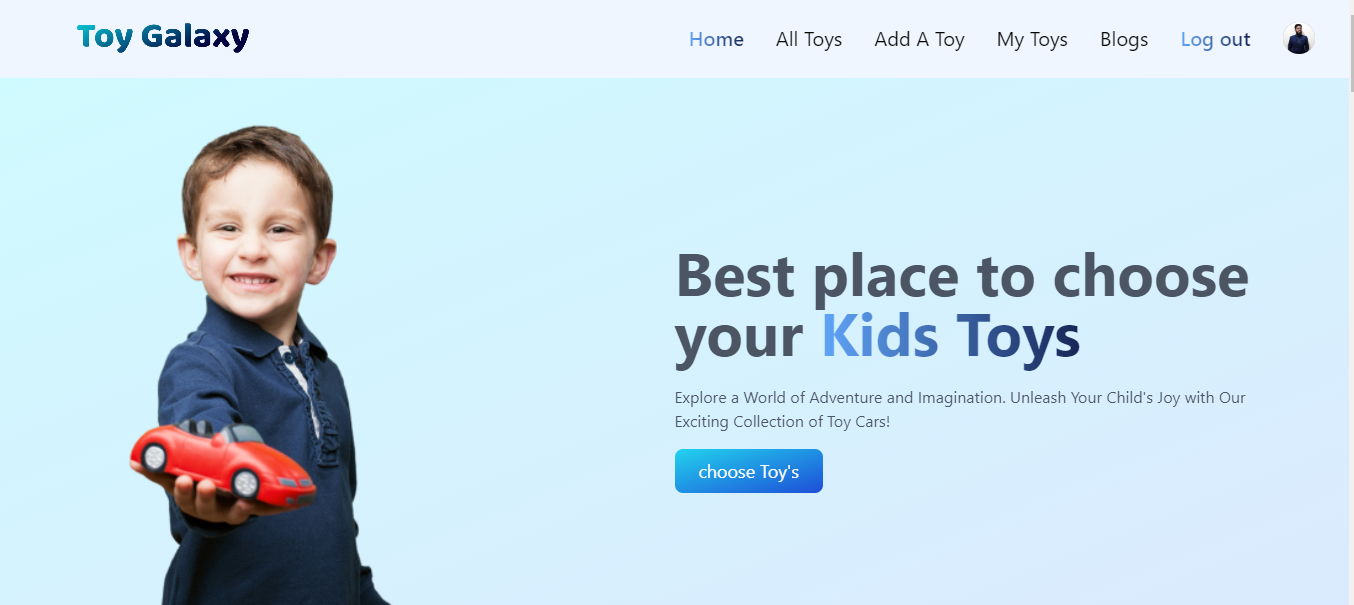 Toy Galaxy
Home All Toys Add A Toy My Toys Blogs Log out
Best place to choose
your Kids Toys
Explore a World of Adventure and Imagination. Unleash Your Child's Joy with Our
Exciting Collection of Toy Cars!
choose Toy's